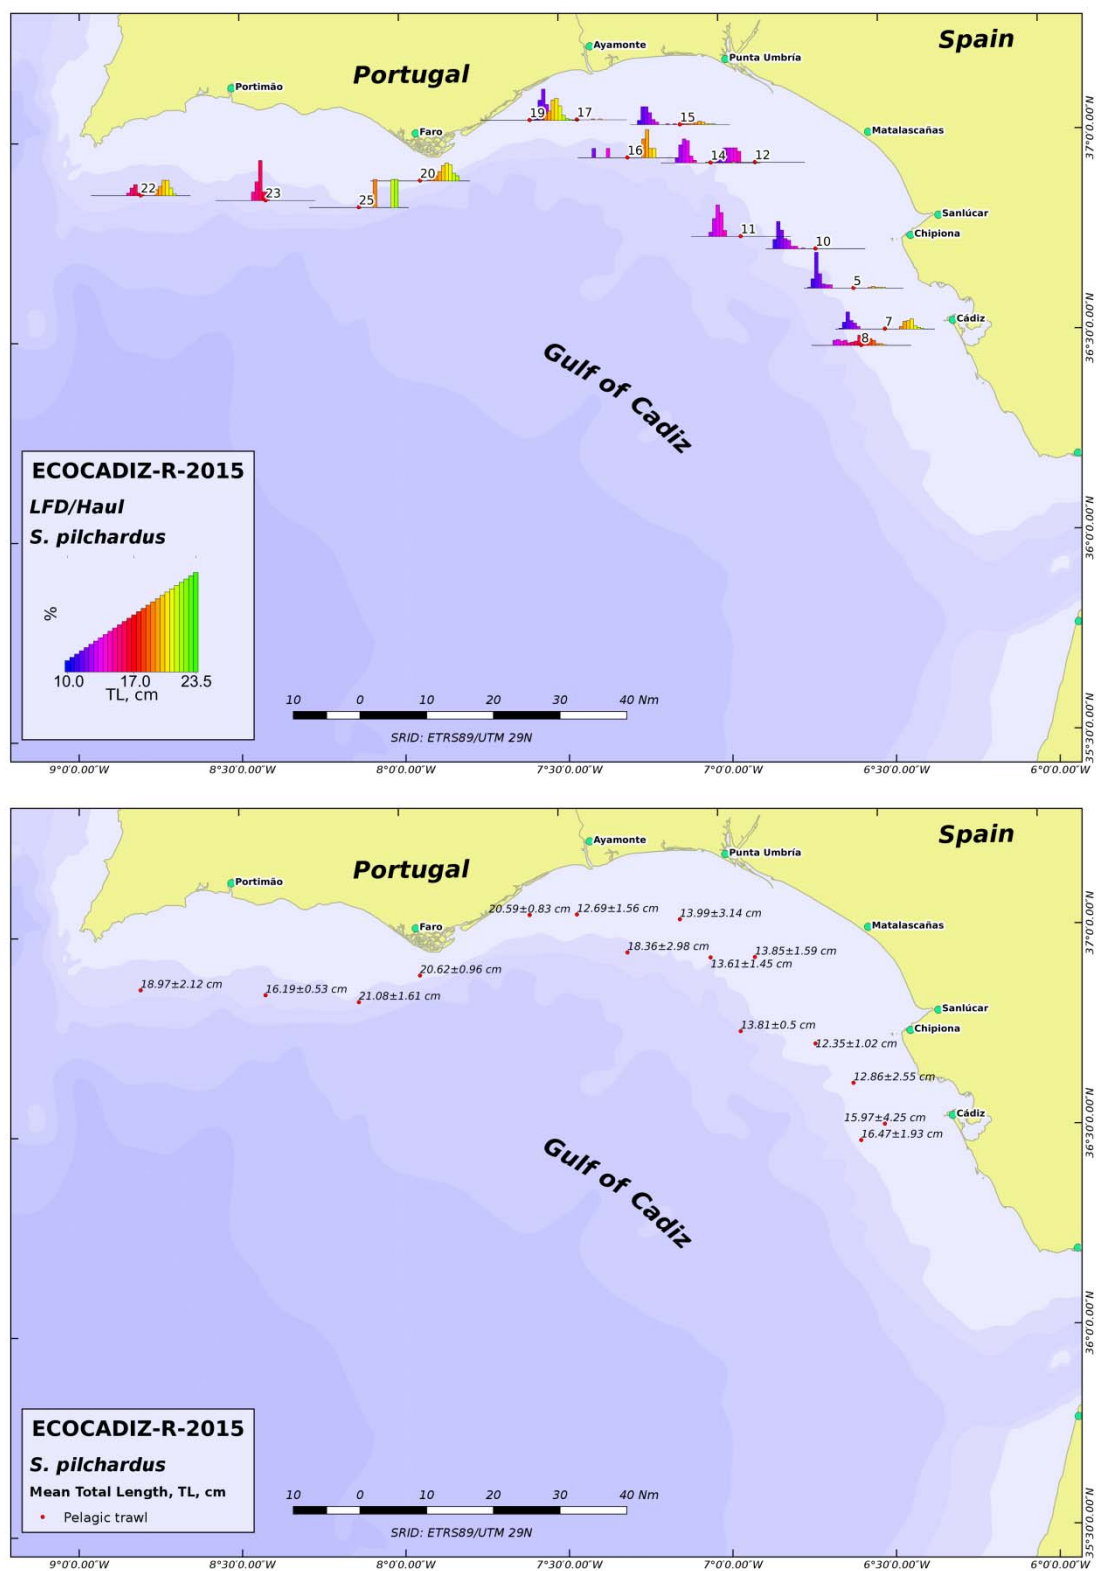 Spain
Ayamonte
Punta Umbría
Portugal
Portimão
19
17
15
Matalascañas
Faro
16
14
12
37°0'0.00"N
20
22
23
25
Sanlúcar
11
Chipiona
10
5
7
Cádiz
8
36°30'0.00"N
Gulf of Cadiz
ECOCADIZ-R-2015
LFD/Haul
S. pilchardus
%
10.0 17.0 23.5
TL, cm
36°0'0.00"N
10 0 10 20 30 40 Nm
SRID: ETRS89/UTM 29N
35°30'0.00"N
9°0'0.00"W 8°30'0.00"W 8°0'0.00"W 7°30'0.00"W 7°0'0.00"W 6°30'0.00"W 6°0'0.00"W
Spain
Ayamonte
Punta Umbría
Portugal
Portimão
20.59±0.83 cm 12.69±1.56 cm
13.99±3.14 cm
Matalascañas
Faro
18.36±2.98 cm
13.85±1.59 cm
13.61±1.45 cm
37°0'0.00"N
20.62±0.96 cm
18.97±2.12 cm
16.19±0.53 cm
21.08±1.61 cm
Sanlúcar
13.81±0.5 cm
Chipiona
12.35±1.02 cm
12.86±2.55 cm
15.97±4.25 cm
Cádiz
16.47±1.93 cm
36°30'0.00"N
Gulf of Cadiz
36°0'0.00"N
ECOCADIZ-R-2015
S. pilchardus
Mean Total Length, TL, cm
Pelagic trawl
10 0 10 20 30 40 Nm
SRID: ETRS89/UTM 29N
35°30'0.00"N
9°0'0.00"W 8°30'0.00"W 8°0'0.00"W 7°30'0.00"W 7°0'0.00"W 6°30'0.00"W 6°0'0.00"W